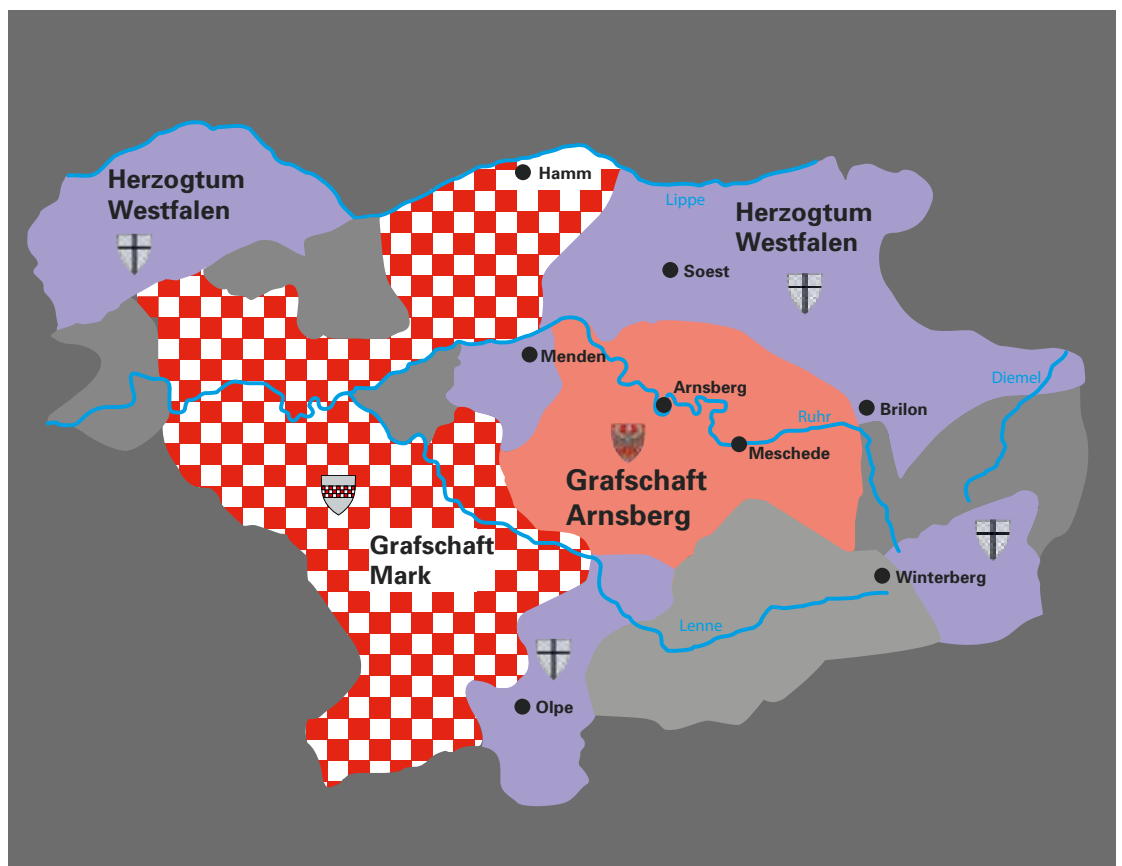 Hamm
Herzogtum
Westfalen
Lippe
Herzogtum
Westfalen
Soest
Menden
Arnsberg
Diemel
Brilon
Ruhr
Meschede
Grafschaft
Arnsberg
Grafschaft
Mark
Winterberg
Lenne
Olpe